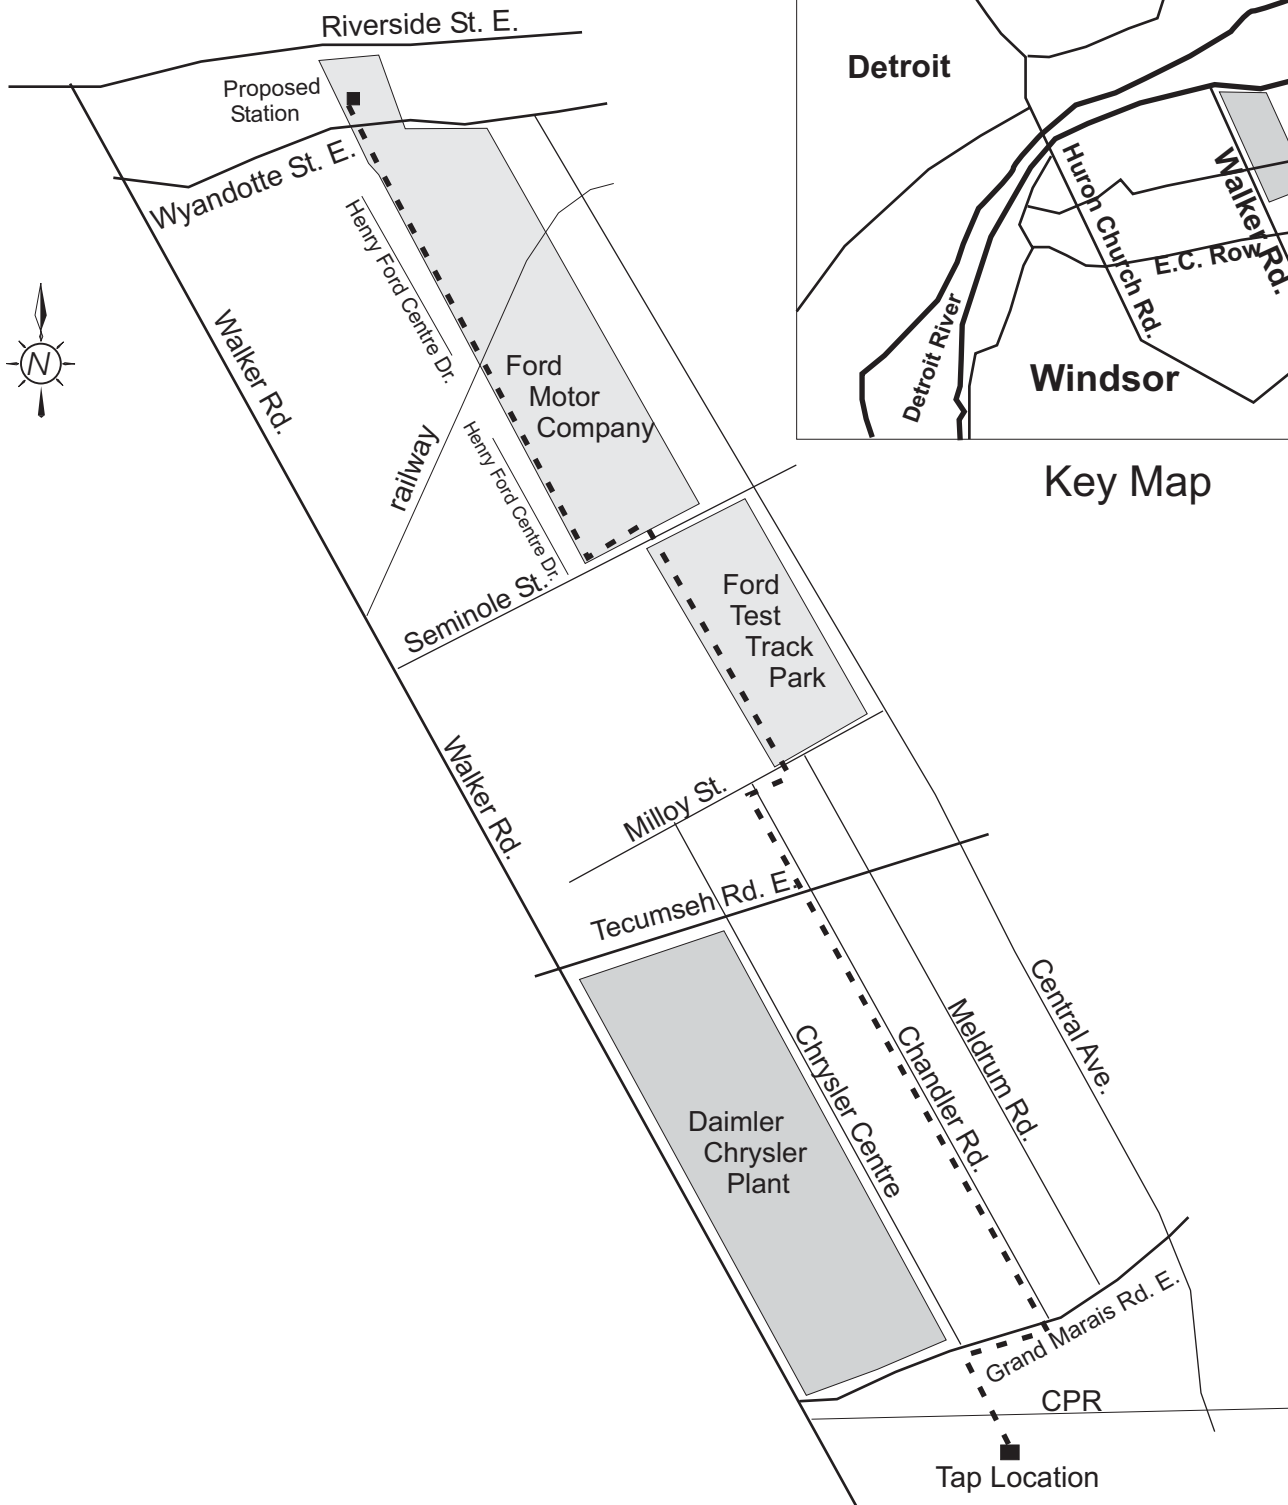 Riverside St. E.
Proposed
Station
Wyandotte St. E.
Henry Ford Centre Dr.
N
Walker Rd.
railway
Ford
Motor
Company
Henry Ford Centre Dr.
Seminole St.
Ford
Test
Track
Park
Walker Rd.
Milloy St.
Tecumseh Rd. E.
Daimler
Chrysler
Plant
Chrysler Centre
Chandler Rd.
Meldrum Rd.
Central Ave.
Grand Marais Rd. E.
CPR
Tap Location
Detroit
Huron Church Rd.
Walker Rd.
E.C. Row
Detroit River
Windsor
Key Map